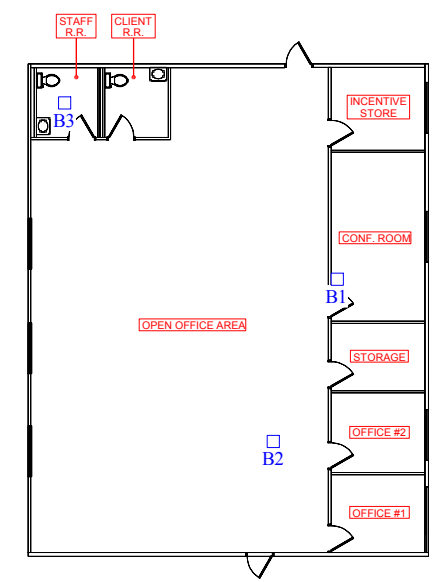 STAFF
R.R.
CLIENT
R.R.
INCENTIVE
STORE
B3
CONF. ROOM
B1
OPEN OFFICE AREA
STORAGE
OFFICE #2
B2
OFFICE #1